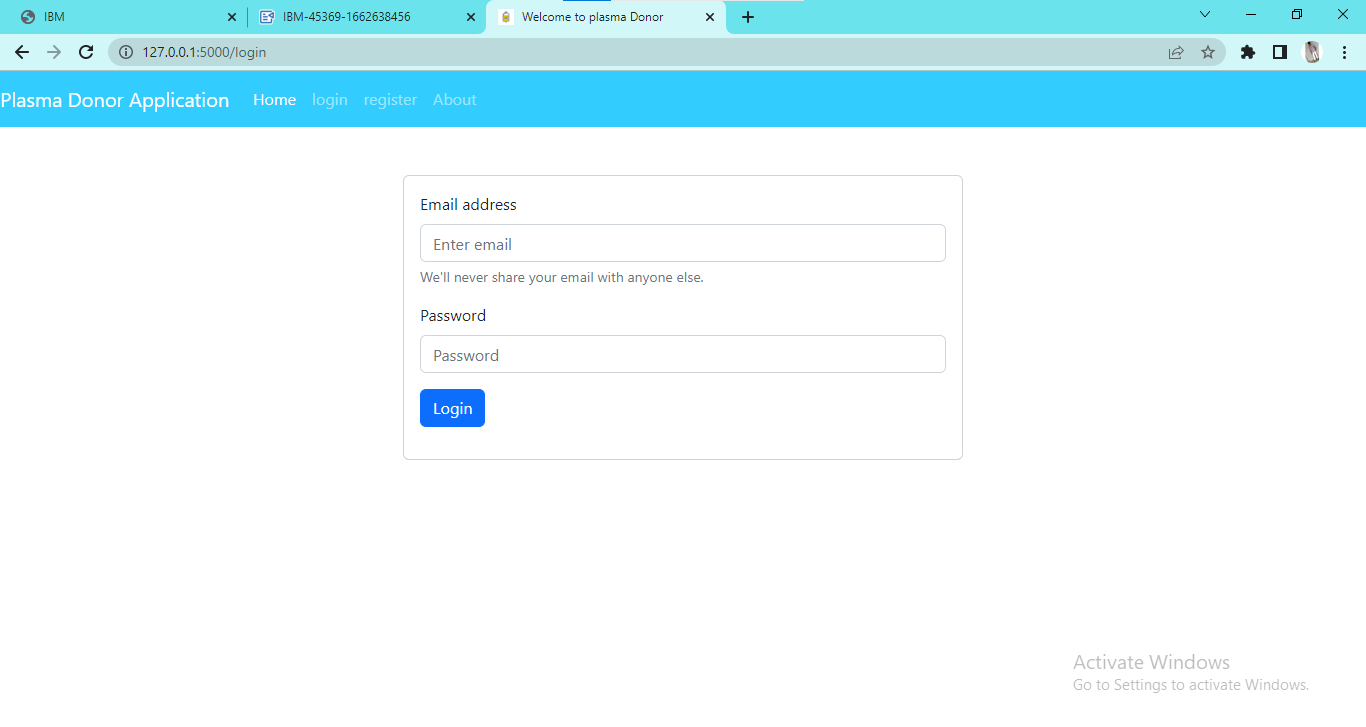 IBM
IBM-45369-1662638456
Welcome to plasma Donor
127.0.0.1:5000/login
Plasma Donor Application
Home
login
register
About
Email address
Enter email
We'll never share your email with anyone else.
Password
Password
Login
Activate Windows
Go to Settings to activate Windows.